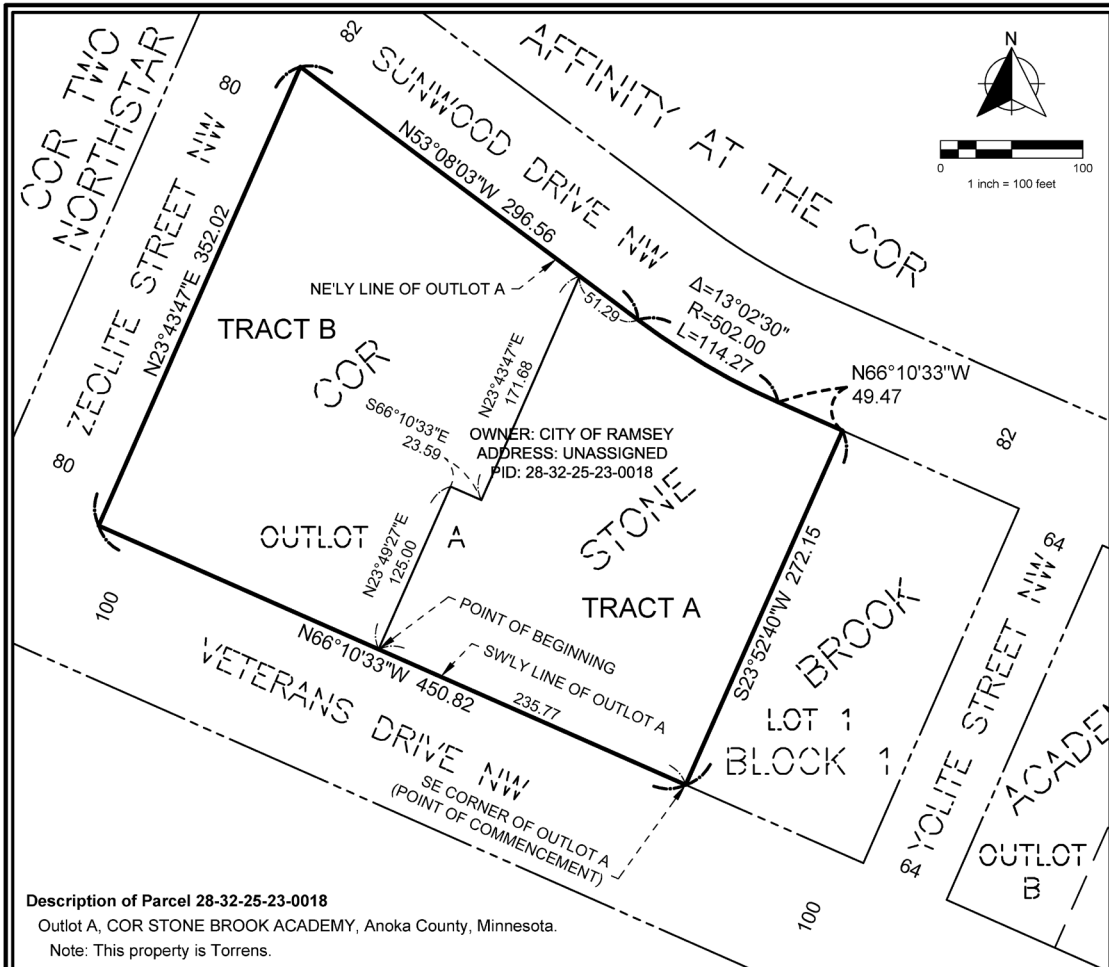 COR TWO
NORTHSTAR
82
80
SUNWOOD DRIVE NW
AFFINITY AT THE COR
N
0
100
1 inch = 100 feet
ZEOLITE STREET NW
N23°43'47"E 352.02
N53°08'03"W 296.56
NE'LY LINE OF OUTLOT A
51.29
Δ=13°02'30"
R=502.00
L=114.27
N66°10'33"W
49.47
82
TRACT B
COR
N23°43'47"E
171.68
S66°10'33"E
23.59
OWNER: CITY OF RAMSEY
ADDRESS: UNASSIGNED
PID: 28-32-25-23-0018
STONE
80
OUTLOT A
N23°49'27"E
125.00
TRACT A
S23°52'40"W 272.15
BROOK
LOT 1
BLOCK 1
64
YOLITE STREET NW
64
ACADEM
OUTLOT
B
100
POINT OF BEGINNING
SWLY LINE OF OUTLOT A
N66°10'33"W 450.82
235.77
VETERANS DRIVE NW
SE CORNER OF OUTLOT A
(POINT OF COMMENCEMENT)
100
Description of Parcel 28-32-25-23-0018
Outlot A, COR STONE BROOK ACADEMY, Anoka County, Minnesota.
Note: This property is Torrens.